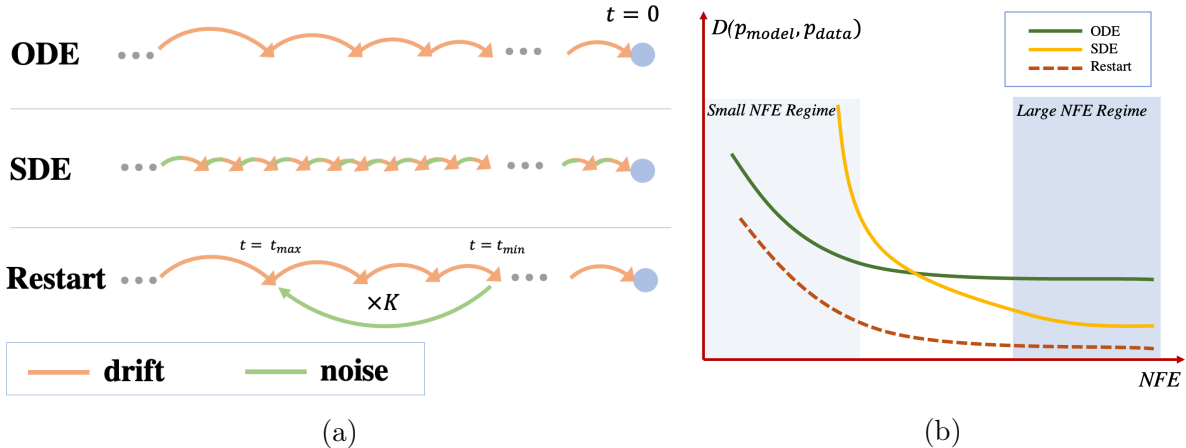 ODE
t = 0
SDE
Restart
t = t_max
t = t_min
×K
drift
noise
(a)
D(p_model, p_data)
ODE
SDE
Restart
Small NFE Regime
Large NFE Regime
NFE
(b)